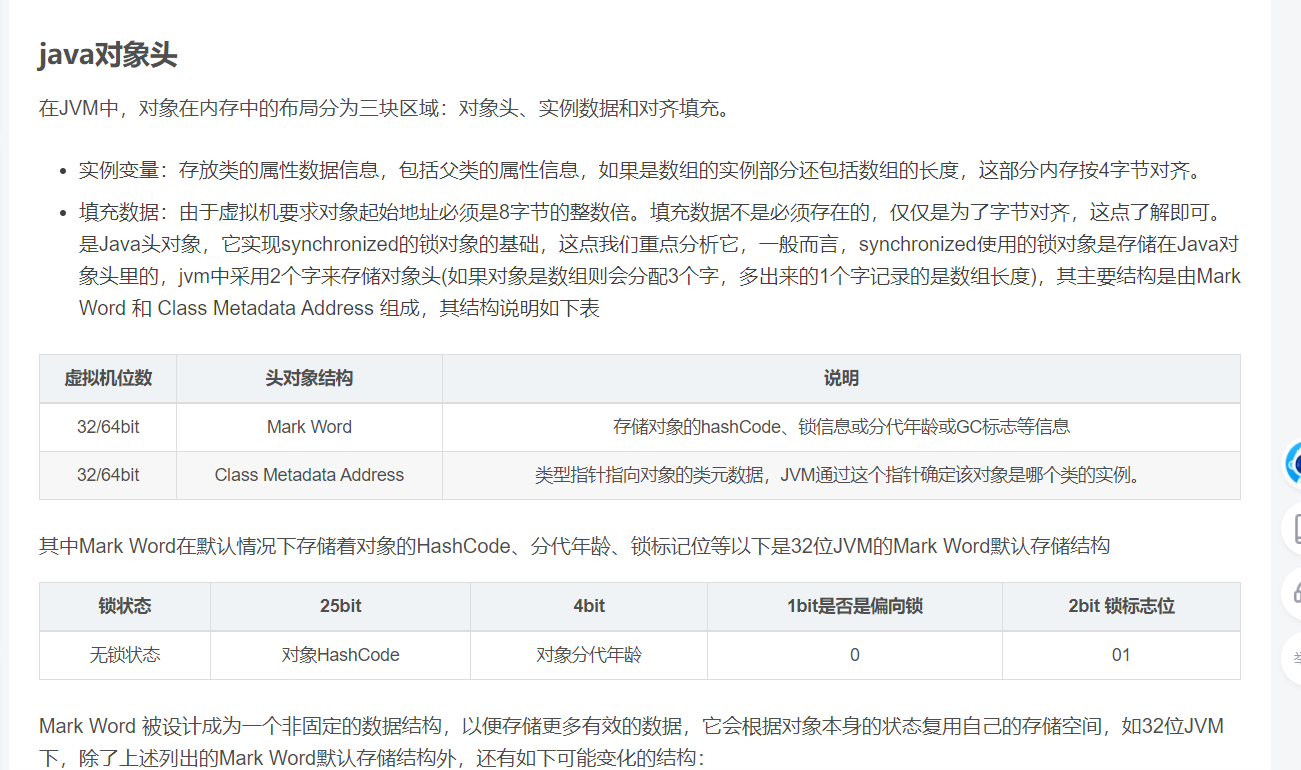 java对象头
在JVM中，对象在内存中的布局分为三块区域：对象头、实例数据和对齐填充。
实例变量：存放类的属性数据信息，包括父类的属性信息，如果是数组的实例部分还包括数组的长度，这部分内存按4字节对齐。
填充数据：由于虚拟机要求对象起始地址必须是8字节的整数倍。填充数据不是必须存在的，仅仅是为了字节对齐，这点了解即可。
是Java头对象，它实现synchronized的锁对象的基础，这点我们重点分析它，一般而言，synchronized使用的锁对象是存储在Java对
象头里的，jvm中采用2个字来存储对象头(如果对象是数组则会分配3个字，多出来的1个字记录的是数组长度)，其主要结构是由Mark
Word 和 Class Metadata Address 组成，其结构说明如下表
虚拟机位数 头对象结构 说明
32/64bit Mark Word 存储对象的hashCode、锁信息或分代年龄或GC标志等信息
32/64bit Class Metadata Address 类型指针指向对象的类元数据，JVM通过这个指针确定该对象是哪个类的实例。
其中Mark Word在默认情况下存储着对象的HashCode、分代年龄、锁标记位等以下是32位JVM的Mark Word默认存储结构
锁状态 25bit 4bit 1bit是否是偏向锁 2bit 锁标志位
无锁状态 对象HashCode 对象分代年龄 0 01
Mark Word 被设计成为一个非固定的数据结构，以便存储更多有效的数据，它会根据对象本身的状态复用自己的存储空间，如32位JVM
下，除了上述列出的Mark Word默认存储结构外，还有如下可能变化的结构：